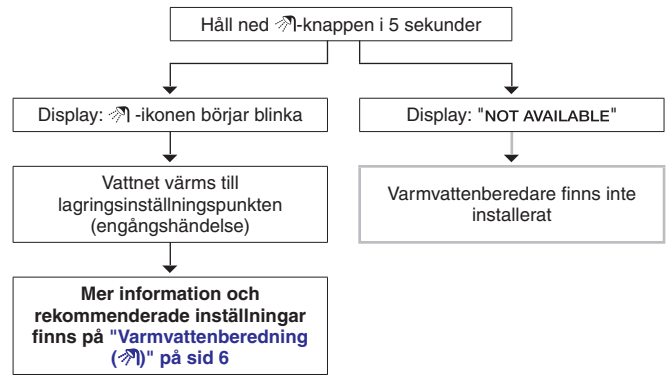 Håll ned -knappen i 5 sekunder
Display: -ikonen börjar blinka
Display: "NOT AVAILABLE"
Vattnet värms till
lagringsinställningspunkten
(engångshändelse)
Varmvattenberedare finns inte
installerat
Mer information och
rekommenderade inställningar
finns på "Varmvattenberedning
()" på sid 6